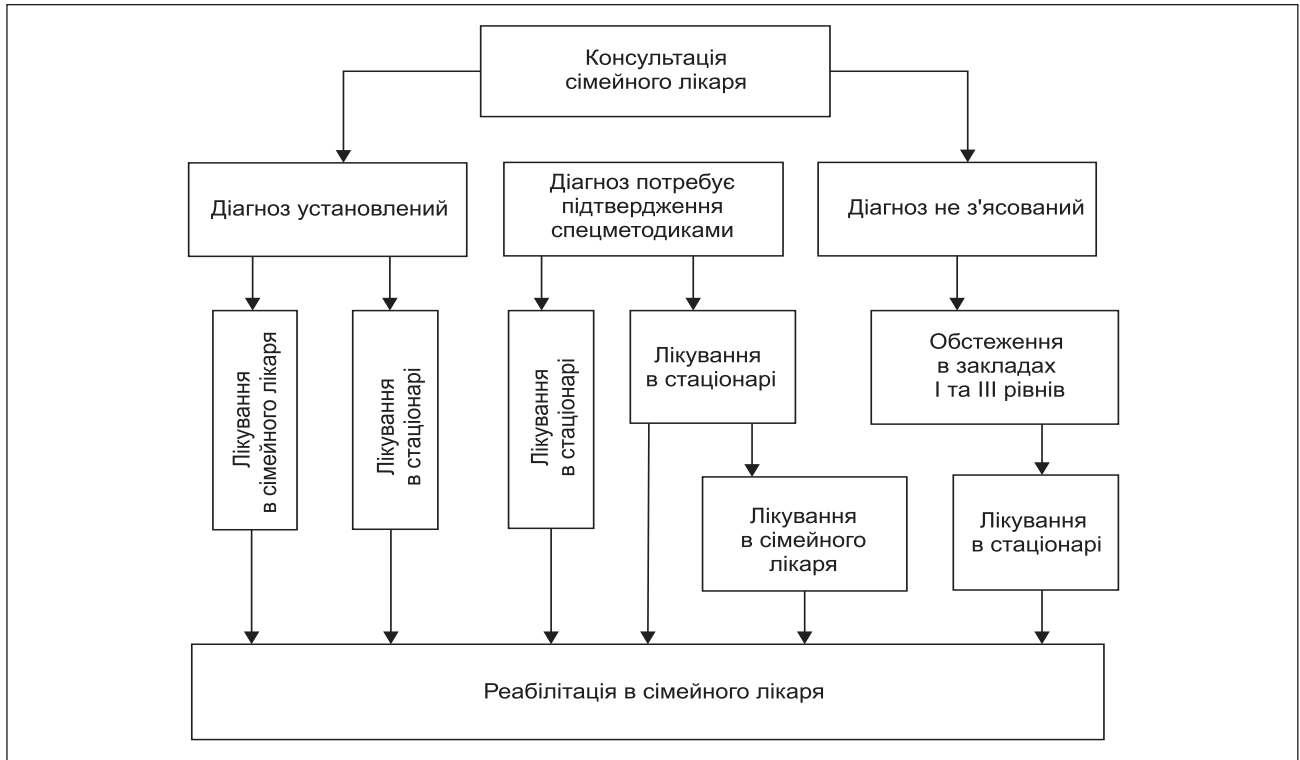 Консультація
сімейного лікаря
Діагноз установлений
Діагноз потребує
підтвердження
спецметодиками
Діагноз не з'ясований
Лікування
в сімейного лікаря
Лікування
в стаціонарі
Лікування
в стаціонарі
Лікування
в стаціонарі
Обстеження
в закладах
І та ІІІ рівнів
Лікування
в сімейного
лікаря
Лікування
в стаціонарі
Реабілітація в сімейного лікаря